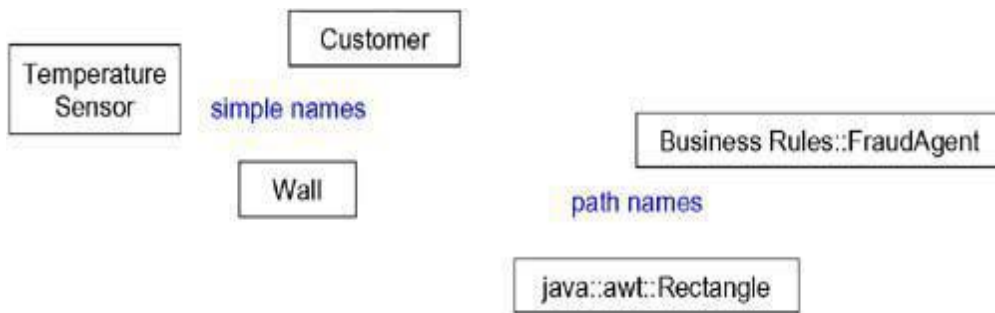 Customer
Temperature
Sensor
simple names
Business Rules::FraudAgent
Wall
path names
java::awt::Rectangle